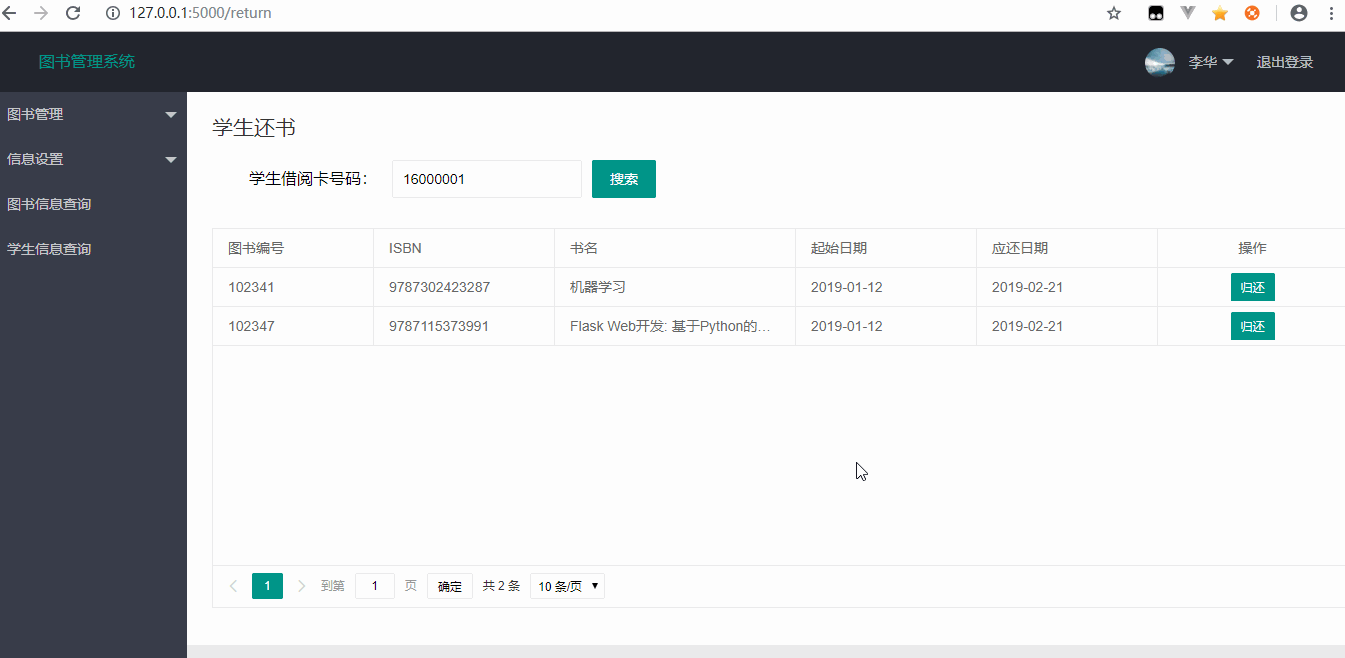 127.0.0.1:5000/return
图书管理系统 李华 退出登录
图书管理
信息设置
图书信息查询
学生信息查询
学生还书
学生借阅卡号码： 16000001 搜索
图书编号 ISBN 书名 起始日期 应还日期 操作
102341 9787302423287 机器学习 2019-01-12 2019-02-21 归还
102347 9787115373991 Flask Web开发: 基于Python的… 2019-01-12 2019-02-21 归还
1 到第 1 页 确定 共 2 条 10 条/页